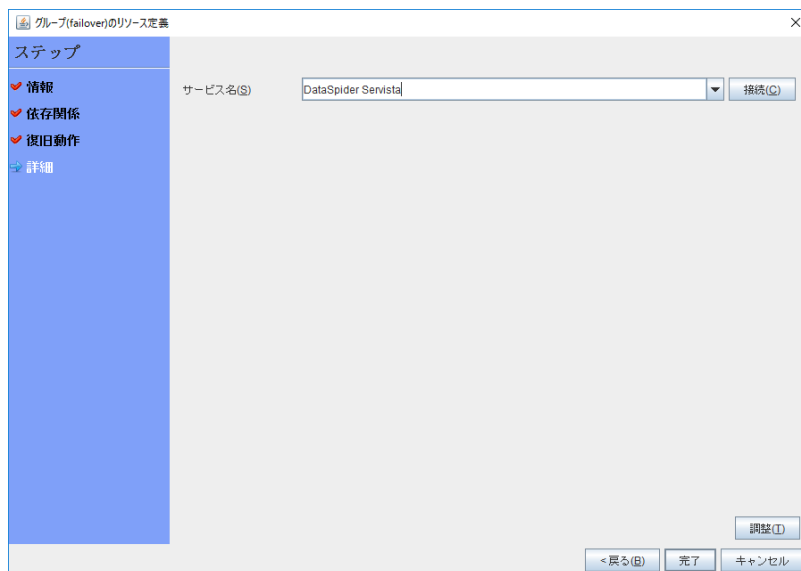 グループ(failover)のリソース定義
ステップ
情報
依存関係
復旧動作
詳細
サービス名(S)
DataSpider Servista
接続(C)
調整(T)
<戻る(B)
完了
キャンセル